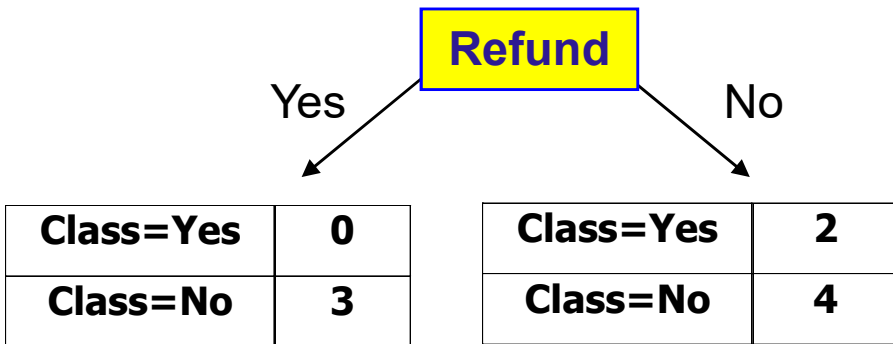 Refund
Yes No
Class=Yes 0
Class=No 3
Class=Yes 2
Class=No 4